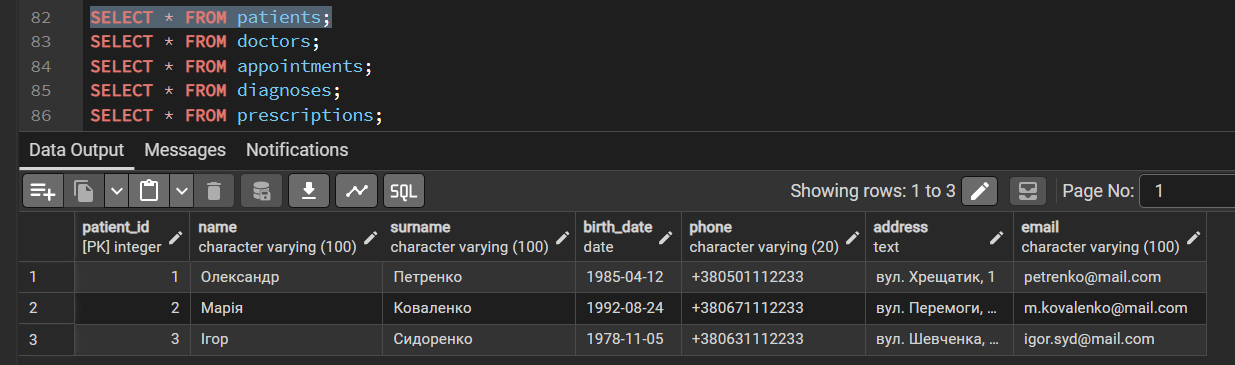 82 SELECT * FROM patients;
83 SELECT * FROM doctors;
84 SELECT * FROM appointments;
85 SELECT * FROM diagnoses;
86 SELECT * FROM prescriptions;
Data Output Messages Notifications
SQL Showing rows: 1 to 3 Page No: 1
patient_id name surname birth_date phone address email
[PK] integer character varying (100) character varying (100) date character varying (20) text character varying (100)
1 1 Олександр Петренко 1985-04-12 +380501112233 вул. Хрещатик, 1 petrenko@mail.com
2 2 Марія Коваленко 1992-08-24 +380671112233 вул. Перемоги, ... m.kovalenko@mail.com
3 3 Ігор Сидоренко 1978-11-05 +380631112233 вул. Шевченка, ... igor.syd@mail.com